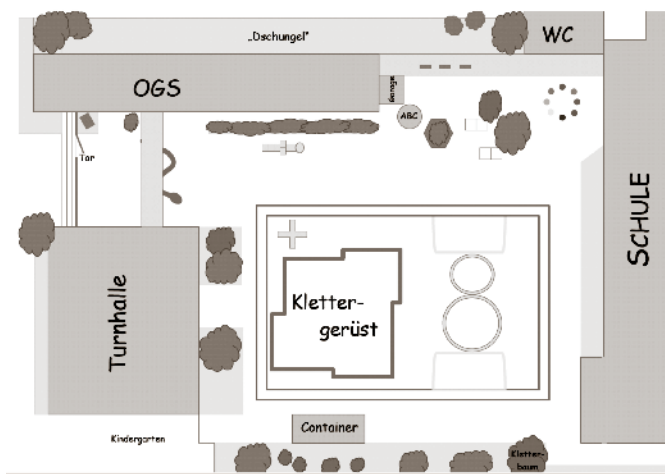 „Dschungel"
WC
OGS
Garage
ABC
Tor
SCHULE
Turnhalle
Kletter-
gerüst
Container
Kindergarten
Kletter-
baum